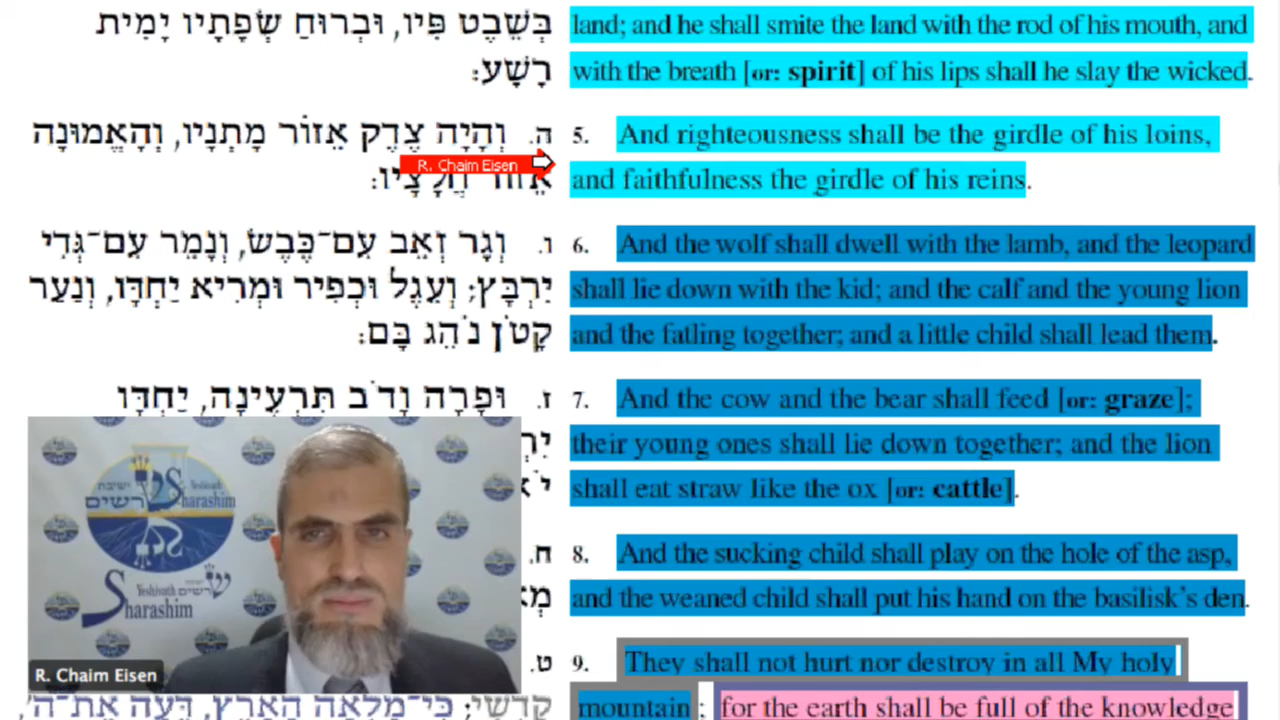 בְּשֵׁבֶט פִּיו, וּבְרוּחַ שְׂפָתָיו יָמִית
רָשָׁע:
land; and he shall smite the land with the rod of his mouth, and
with the breath [or: spirit] of his lips shall he slay the wicked.
ה. וְהָיָה צֶדֶק אֵזוֹר מָתְנָיו, וְהָאֱמוּנָה
אֵזוֹר חֲלָצָיו:
R. Chaim Eisen
5. And righteousness shall be the girdle of his loins,
and faithfulness the girdle of his reins.
ו. וְגָר זְאֵב עִם־כֶּבֶשׂ, וְנָמֵר עִם־גְּדִי
יִרְבָּץ; וְעֵגֶל וּכְפִיר וּמְרִיא יַחְדָּו, וְנַעַר
קָטֹן נֹהֵג בָּם:
6. And the wolf shall dwell with the lamb, and the leopard
shall lie down with the kid; and the calf and the young lion
and the fatling together; and a little child shall lead them.
ז. וּפָרָה וָדֹב תִּרְעֶינָה, יַחְדָּו
7. And the cow and the bear shall feed [or: graze];
their young ones shall lie down together; and the lion
shall eat straw like the ox [or: cattle].
ח.
8. And the sucking child shall play on the hole of the asp,
and the weaned child shall put his hand on the basilisk's den.
ט.
קָדְשִׁי; כִּי־מָלְאָה הָאָרֶץ, דֵּעָה אֶת־ה',
9. They shall not hurt nor destroy in all My holy
mountain; for the earth shall be full of the knowledge
ישיבת
שרשים
Yeshivath
Sharashim
Yeshivath שרשים ישיבת
Sharashim
R. Chaim Eisen